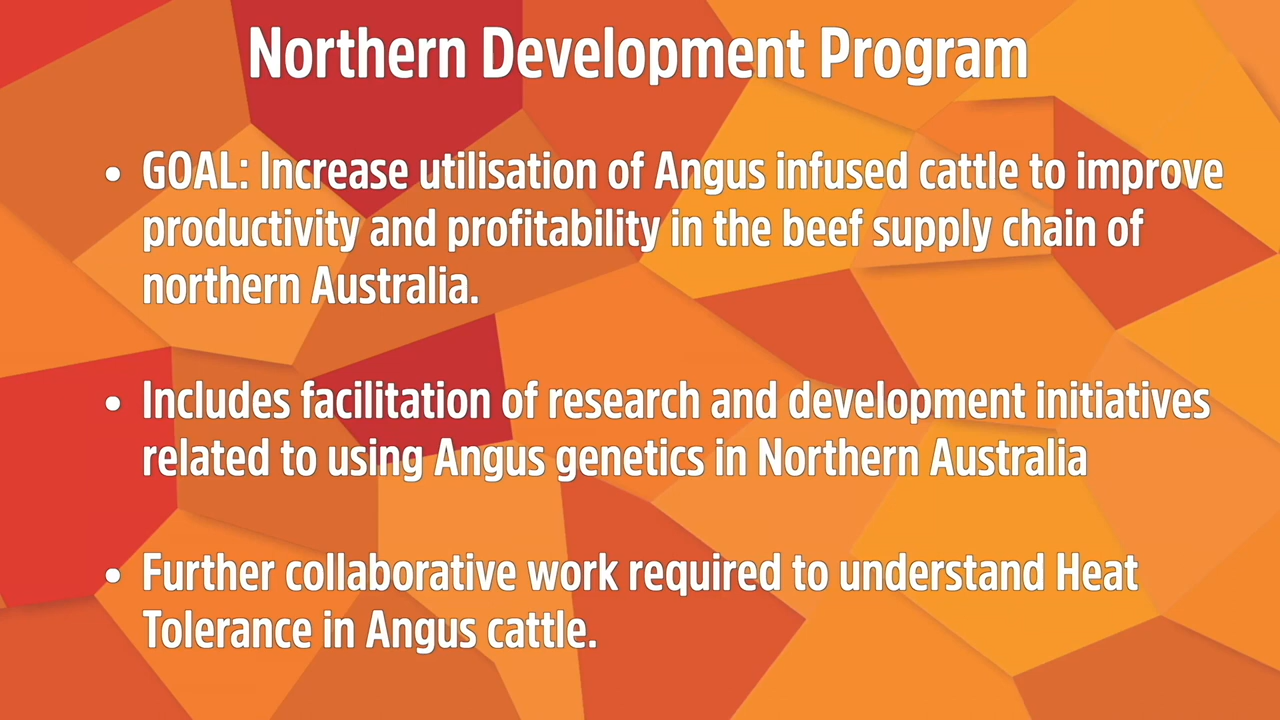 Northern Development Program
• GOAL: Increase utilisation of Angus infused cattle to improve
productivity and profitability in the beef supply chain of
northern Australia.
• Includes facilitation of research and development initiatives
related to using Angus genetics in Northern Australia
• Further collaborative work required to understand Heat
Tolerance in Angus cattle.